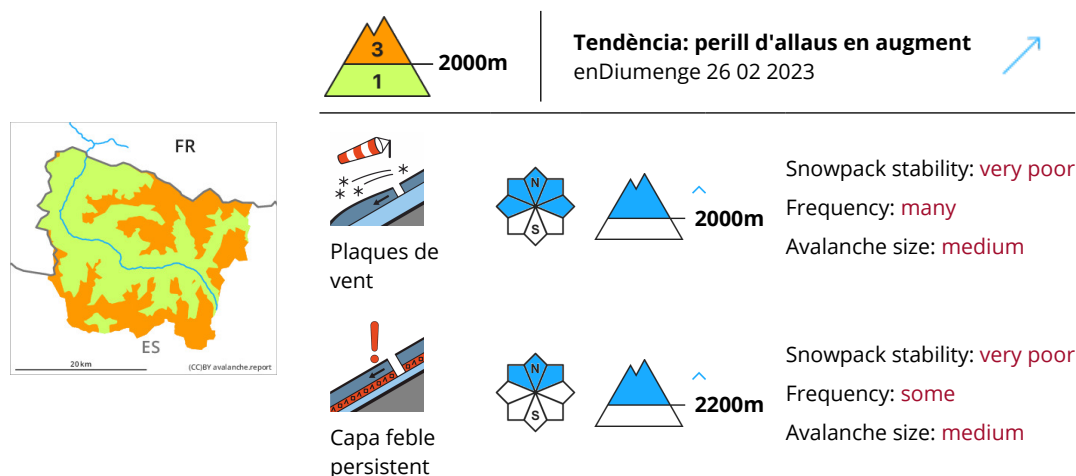 3
1
2000m
Tendència: perill d'allaus en augment
enDiumenge 26 02 2023
FR
ES
20 km
(CC)BY avalanche.report
Plaques de
vent
N
S
2000m
Snowpack stability: very poor
Frequency: many
Avalanche size: medium
Capa feble
persistent
N
S
2200m
Snowpack stability: very poor
Frequency: some
Avalanche size: medium